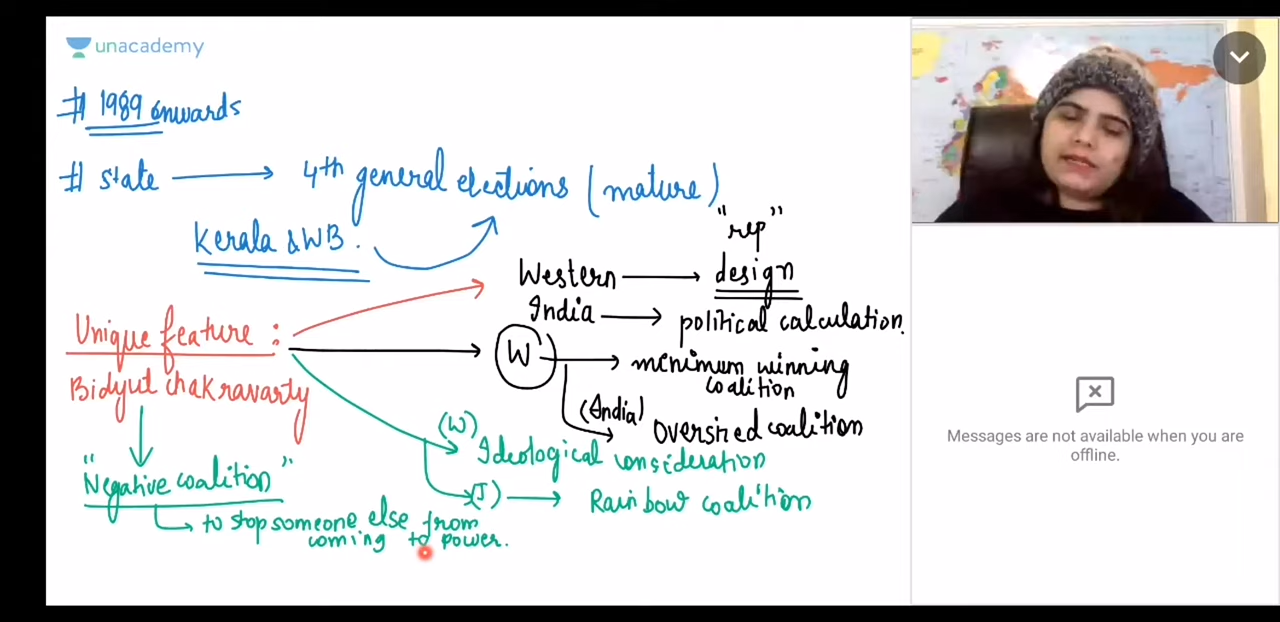 unacademy
# 1989 onwards
# state → 4th general elections (mature)
Kerala & WB.
"rep"
Western → design
India → political calculation.
Unique feature :
W → minimum winning
coalition
Bidyut chakravarty
(India) oversized coalition
(W) Ideological consideration
"Negative coalition"
(I) → Rainbow coalition
to stop someone else from
coming to power.
Messages are not available when you are
offline.